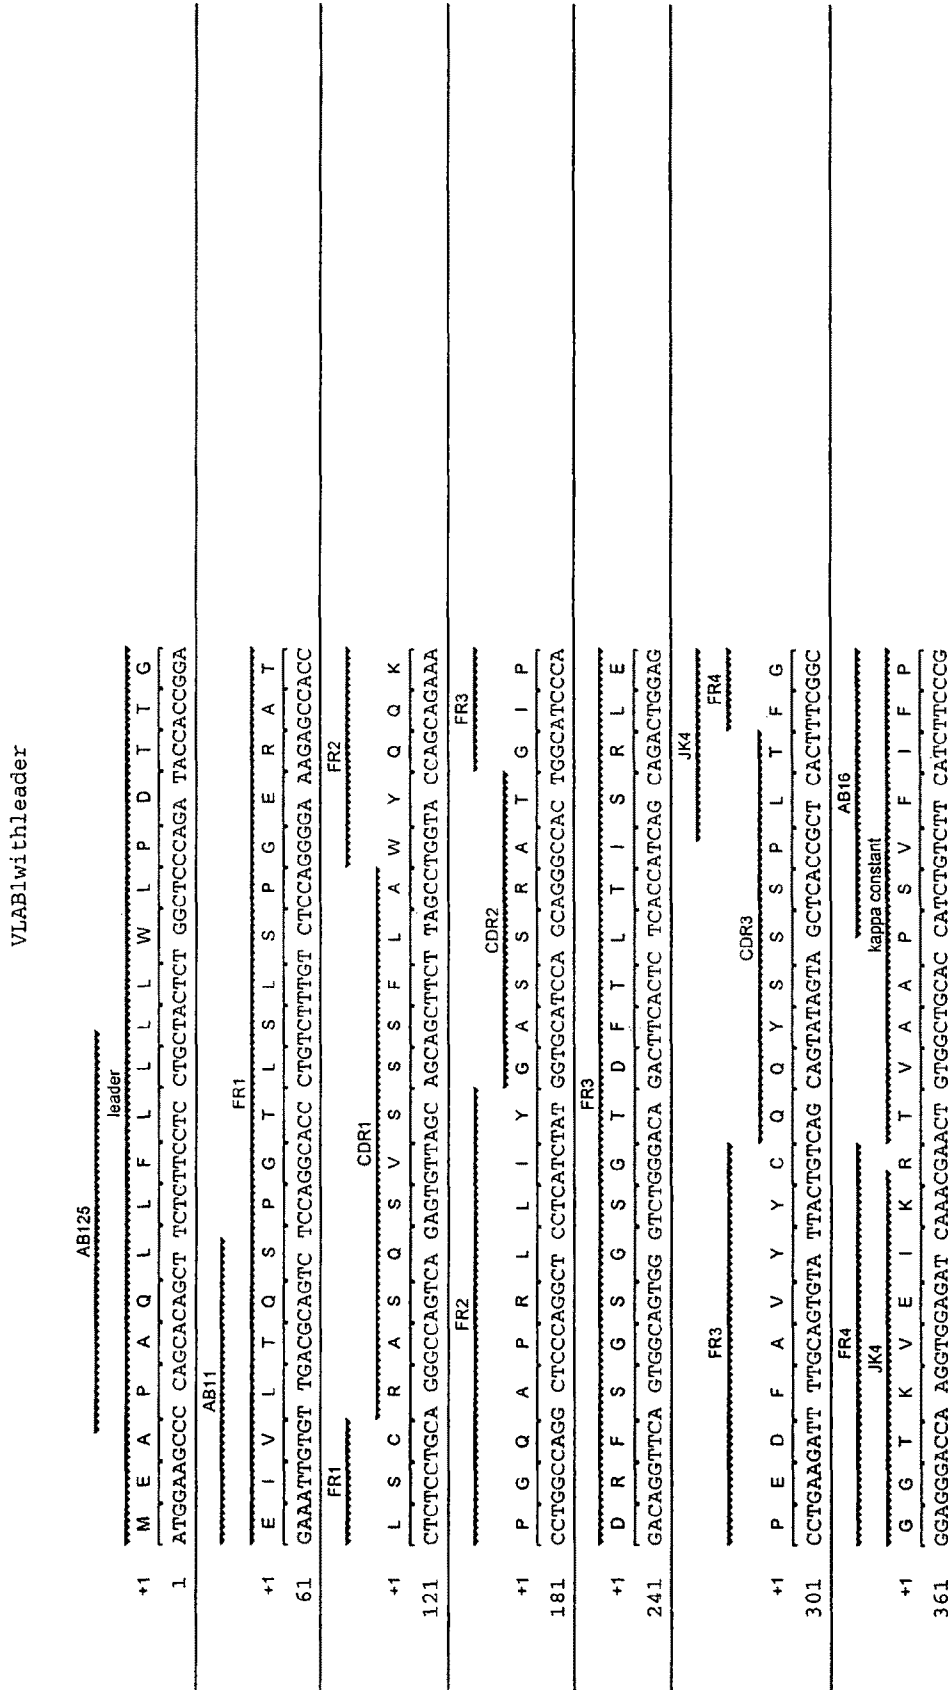 VLAB1withleader
AB125
leader
+1 M E A P A Q L L F L L L L W L P D T T G
1 ATGGAAGCCC CAGCACAGCT TCTCTTCCTC CTGCTACTCT GGCTCCCAGA TACCACCGGA
AB11
FR1
+1 E I V L T Q S P G T L S L S P G E R A T
61 GAAATTGTGT TGACGCAGTC TCCAGGCACC CTGTCTTTGT CTCCAGGGGA AAGAGCCACC
FR1 FR2
CDR1
+1 L S C R A S Q S V S S S F L A W Y Q Q K
121 CTCTCCTGCA GGGCCAGTCA GAGTGTTAGC AGCAGCTTCT TAGCCTGGTA CCAGCAGAAA
FR2 FR3
CDR2
+1 P G Q A P R L L I Y G A S S R A T G I P
181 CCTGGCCAGG CTCCCAGGCT CCTCATCTAT GGTGCATCCA GCAGGGCCAC TGGCATCCCA
FR3
+1 D R F S G S G S G T D F T L T I S R L E
241 GACAGGTTCA GTGGCAGTGG GTCTGGGACA GACTTCACTC TCACCATCAG CAGACTGGAG
JK4
FR3 FR4
CDR3
+1 P E D F A V Y Y C Q Q Y S S S P L T F G
301 CCTGAAGATT TTGCAGTGTA TTACTGTCAG CAGTATAGTA GCTCACCGCT CACTTTCGGC
FR4 AB16
JK4 kappa constant
+1 G G T K V E I K R T V A A P S V F I F P
361 GGAGGGACCA AGGTGGAGAT CAAACGAACT GTGGCTGCAC CATCTGTCTT CATCTTCCCG